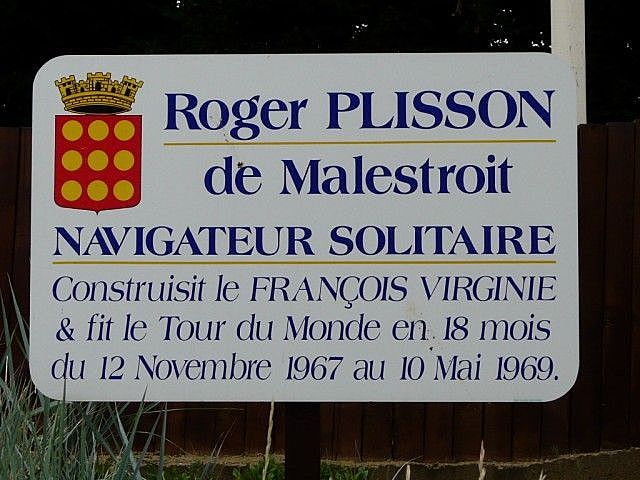 Roger PLISSON
de Malestroit
NAVIGATEUR SOLITAIRE
Construisit le FRANÇOIS VIRGINIE
& fit le Tour du Monde en 18 mois
du 12 Novembre 1967 au 10 Mai 1969.